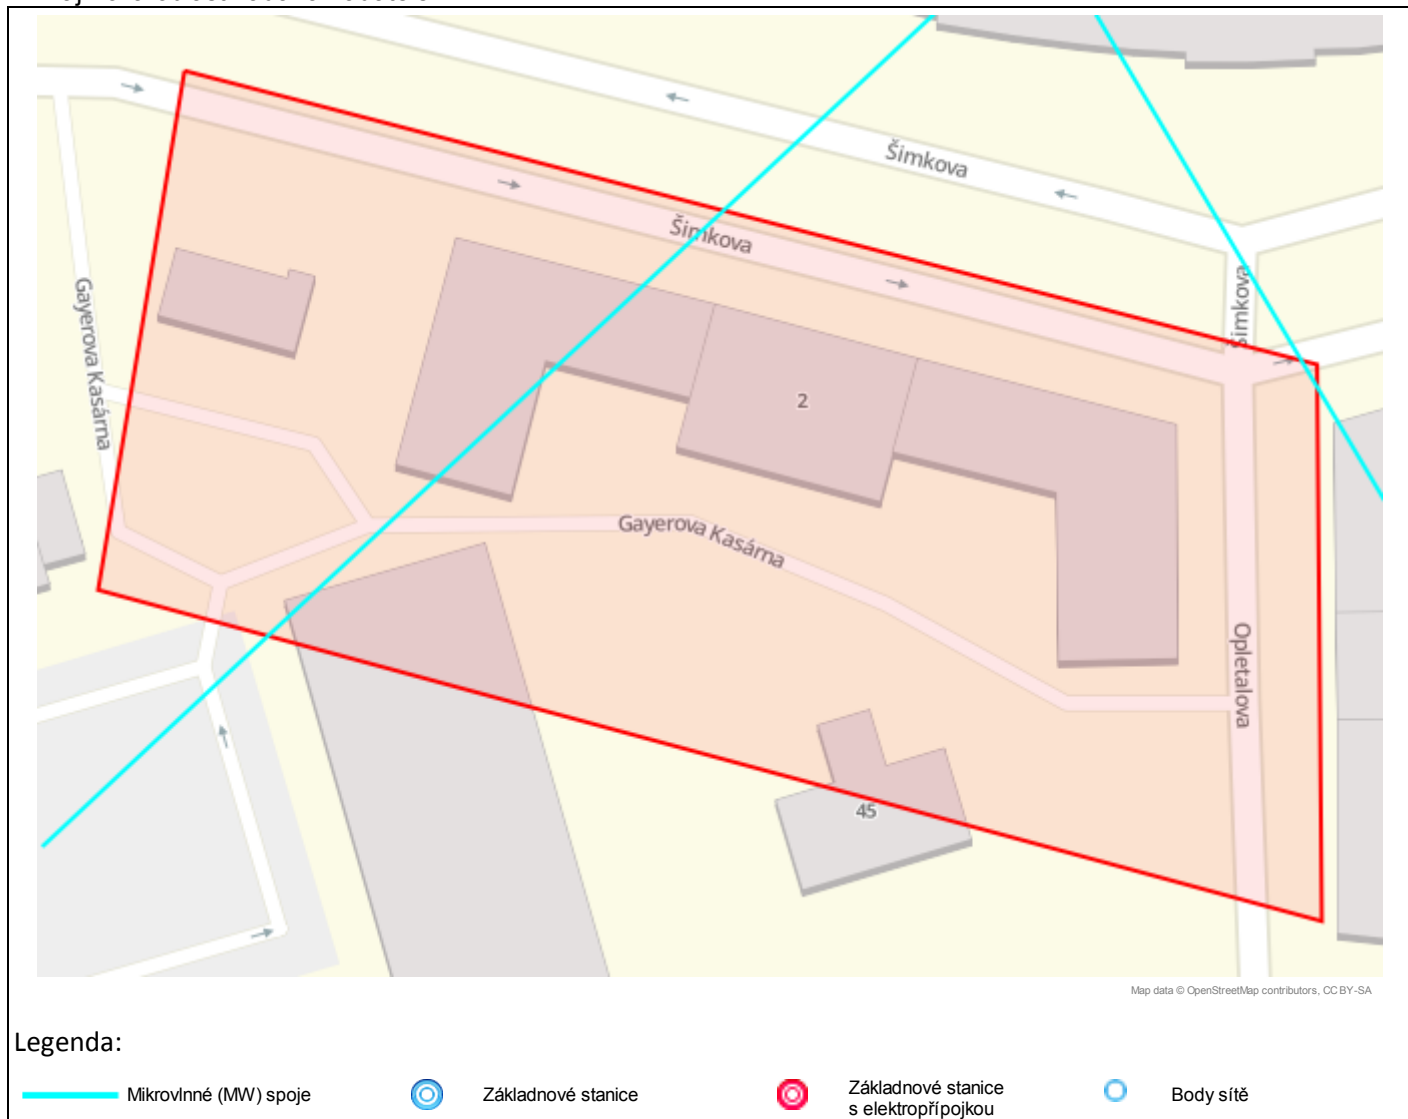 Šimkova
Šimkova
Šimkova
Gayerova Kasárna
2
Gayerova Kasárna
Opletalova
45
Map data © OpenStreetMap contributors, CC BY-SA
Legenda:
Mikrovlnné (MW) spoje
Základnové stanice
Základnové stanice
s elektropřípojkou
Body sítě